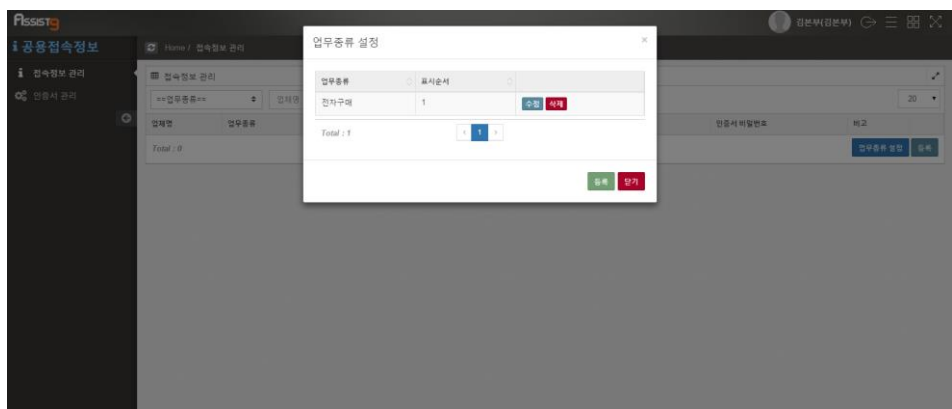 Assist9
김본부(김본부)
i 공용접속정보
Home / 접속정보 관리
접속정보 관리
인증서 관리
접속정보 관리
==업무종류==
업체명
20
업체명 업무종류 인증서 비밀번호 비고
Total : 0
업무종류 설정 등록
업무종류 설정 ×
업무종류 표시순서
전자구매 1 수정 삭제
Total : 1
‹ 1 ›
등록 닫기